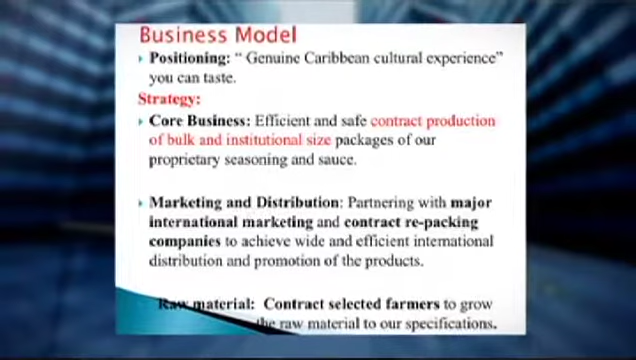 Business Model
Positioning: “ Genuine Caribbean cultural experience”
you can taste.
Strategy:
Core Business: Efficient and safe contract production
of bulk and institutional size packages of our
proprietary seasoning and sauce.
Marketing and Distribution: Partnering with major
international marketing and contract re-packing
companies to achieve wide and efficient international
distribution and promotion of the products.
Raw material: Contract selected farmers to grow
the raw material to our specifications.